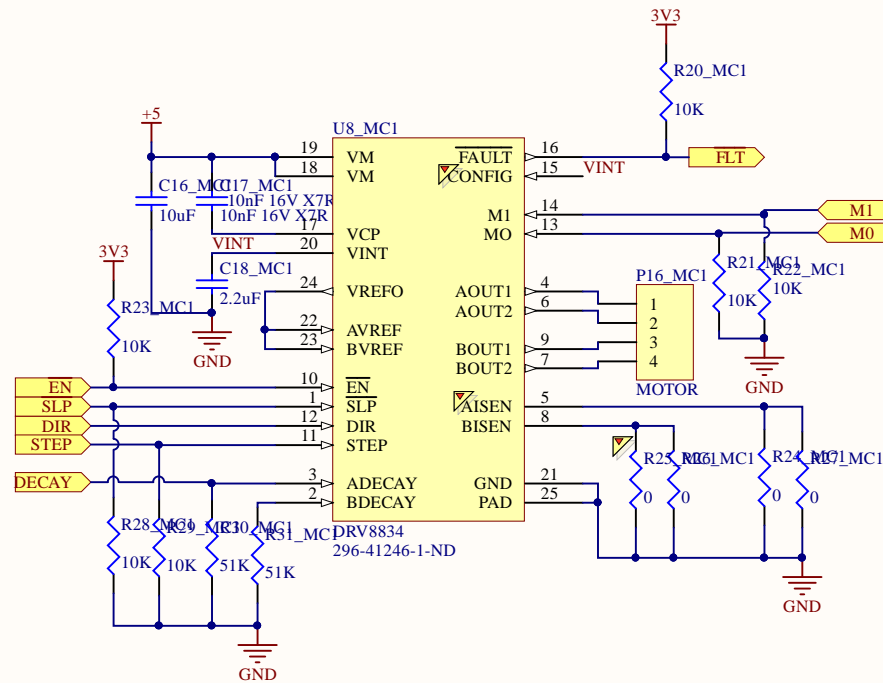 3V3
R20_MC1
10K
FLT
+5
U8_MC1
19
VM
18
VM
FAULT
16
CONFIG
15
VINT
C16_MC1
10uF
C17_MC1
10nF 16V X7R
10nF 16V X7R
17
VCP
VINT
20
VINT
M1
14
M1
MO
13
M0
C18_MC1
2.2uF
GND
3V3
R23_MC1
10K
24
VREFO
22
AVREF
23
BVREF
AOUT1
4
AOUT2
6
BOUT1
9
BOUT2
7
P16_MC1
1
2
3
4
MOTOR
R21_MC1
10K
R22_MC1
10K
GND
EN
10
EN
SLP
1
SLP
DIR
12
DIR
STEP
11
STEP
AISEN
5
BISEN
8
R25_MC1
0
R26_MC1
0
R24_MC1
0
R27_MC1
0
DECAY
3
ADECAY
2
BDECAY
GND
21
PAD
25
DRV8834
296-41246-1-ND
R28_MC1
10K
R29_MC1
10K
R30_MC1
51K
R31_MC1
51K
GND
GND